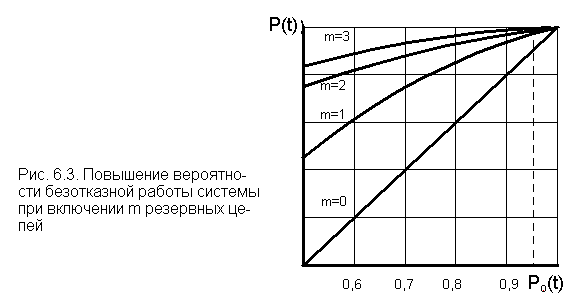 P(t)
m=3
m=2
m=1
m=0
0,6 0,7 0,8 0,9 Po(t)
Рис. 6.3. Повышение вероятно-
сти безотказной работы системы
при включении m резервных це-
пей